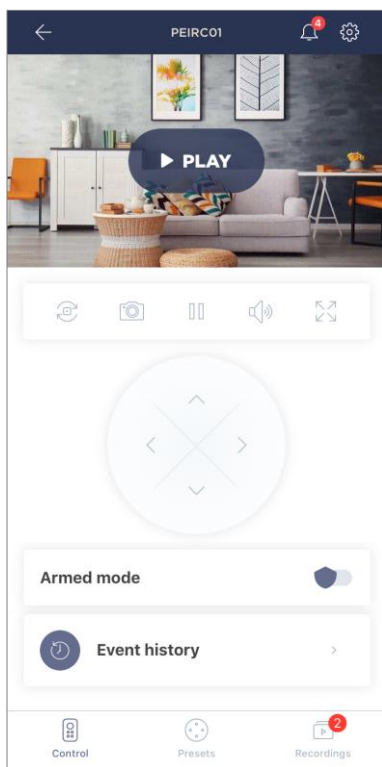 PEIRC01
4
PLAY
Armed mode
Event history
2
Control
Presets
Recordings